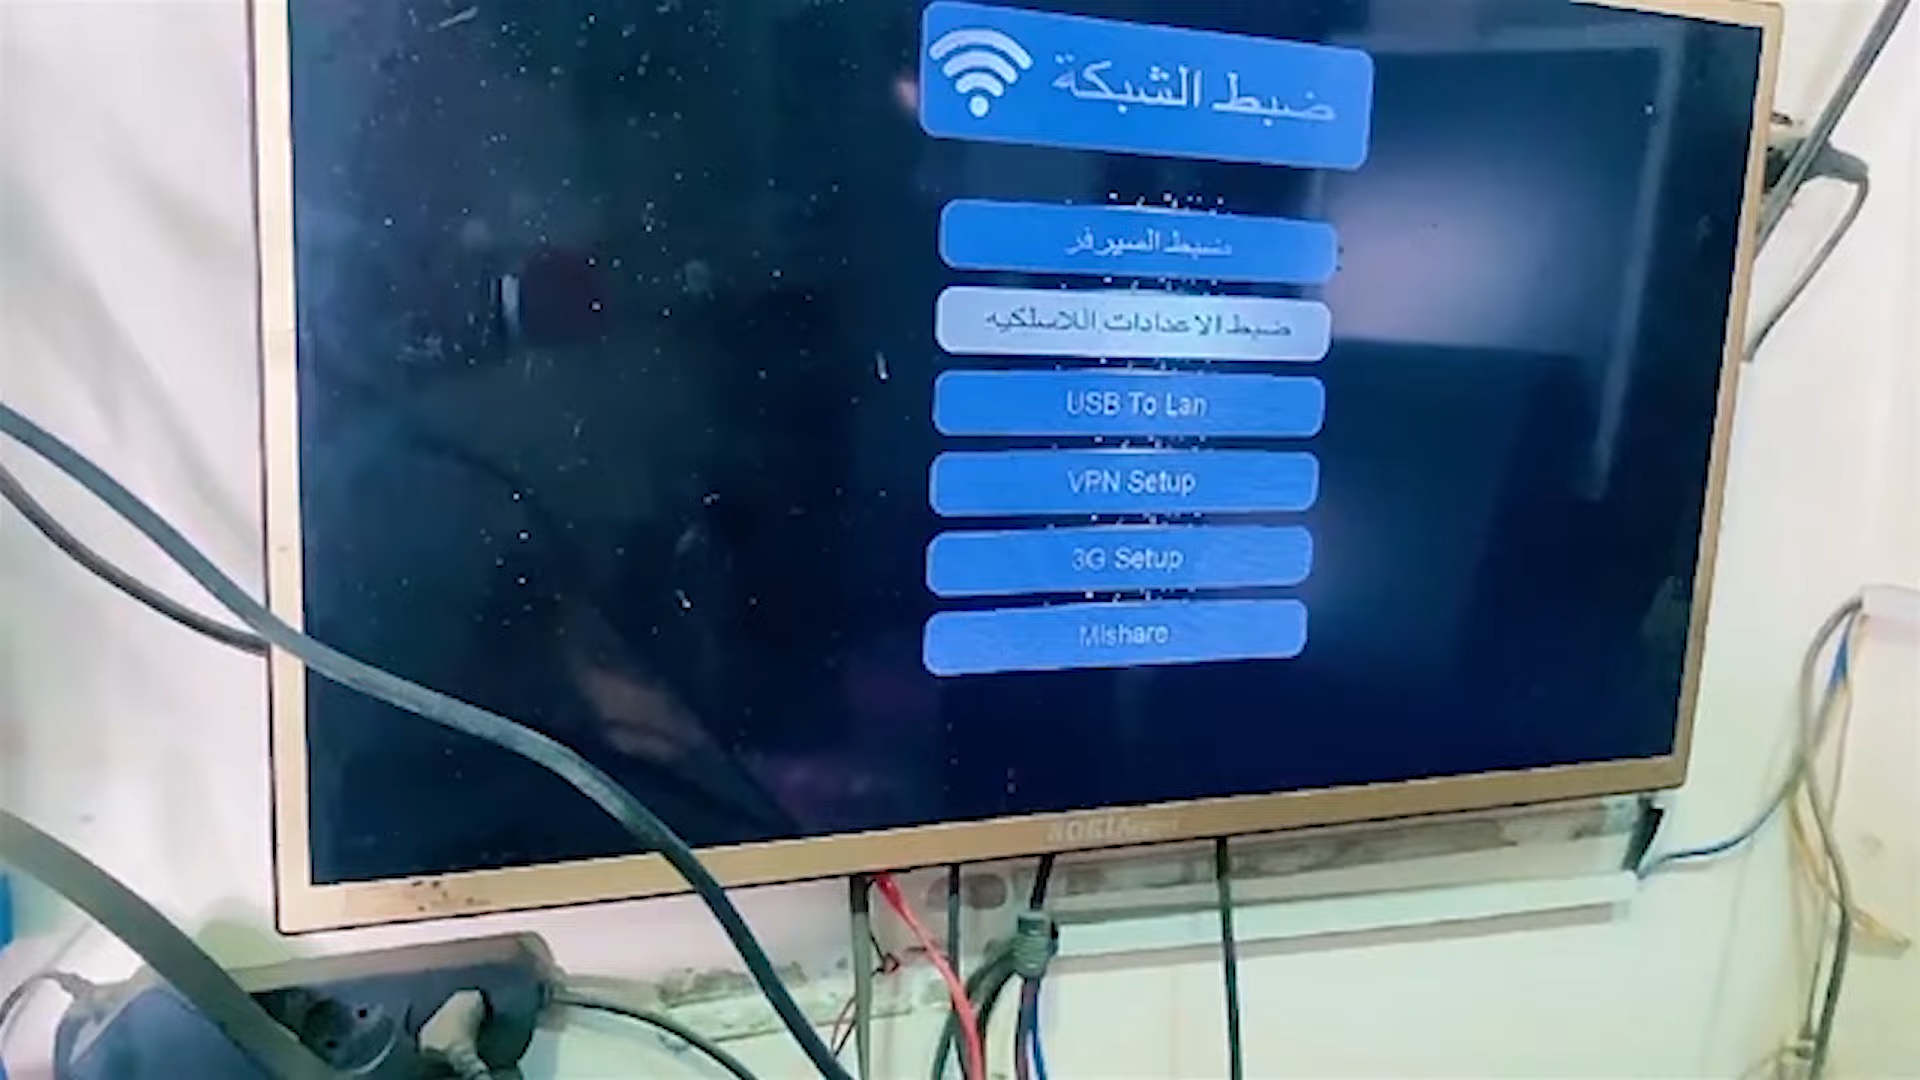 ضبط الشبكة
ضبط السيرفر
ضبط الاعدادات اللاسلكيه
USB To Lan
VPN Setup
3G Setup
Mishare